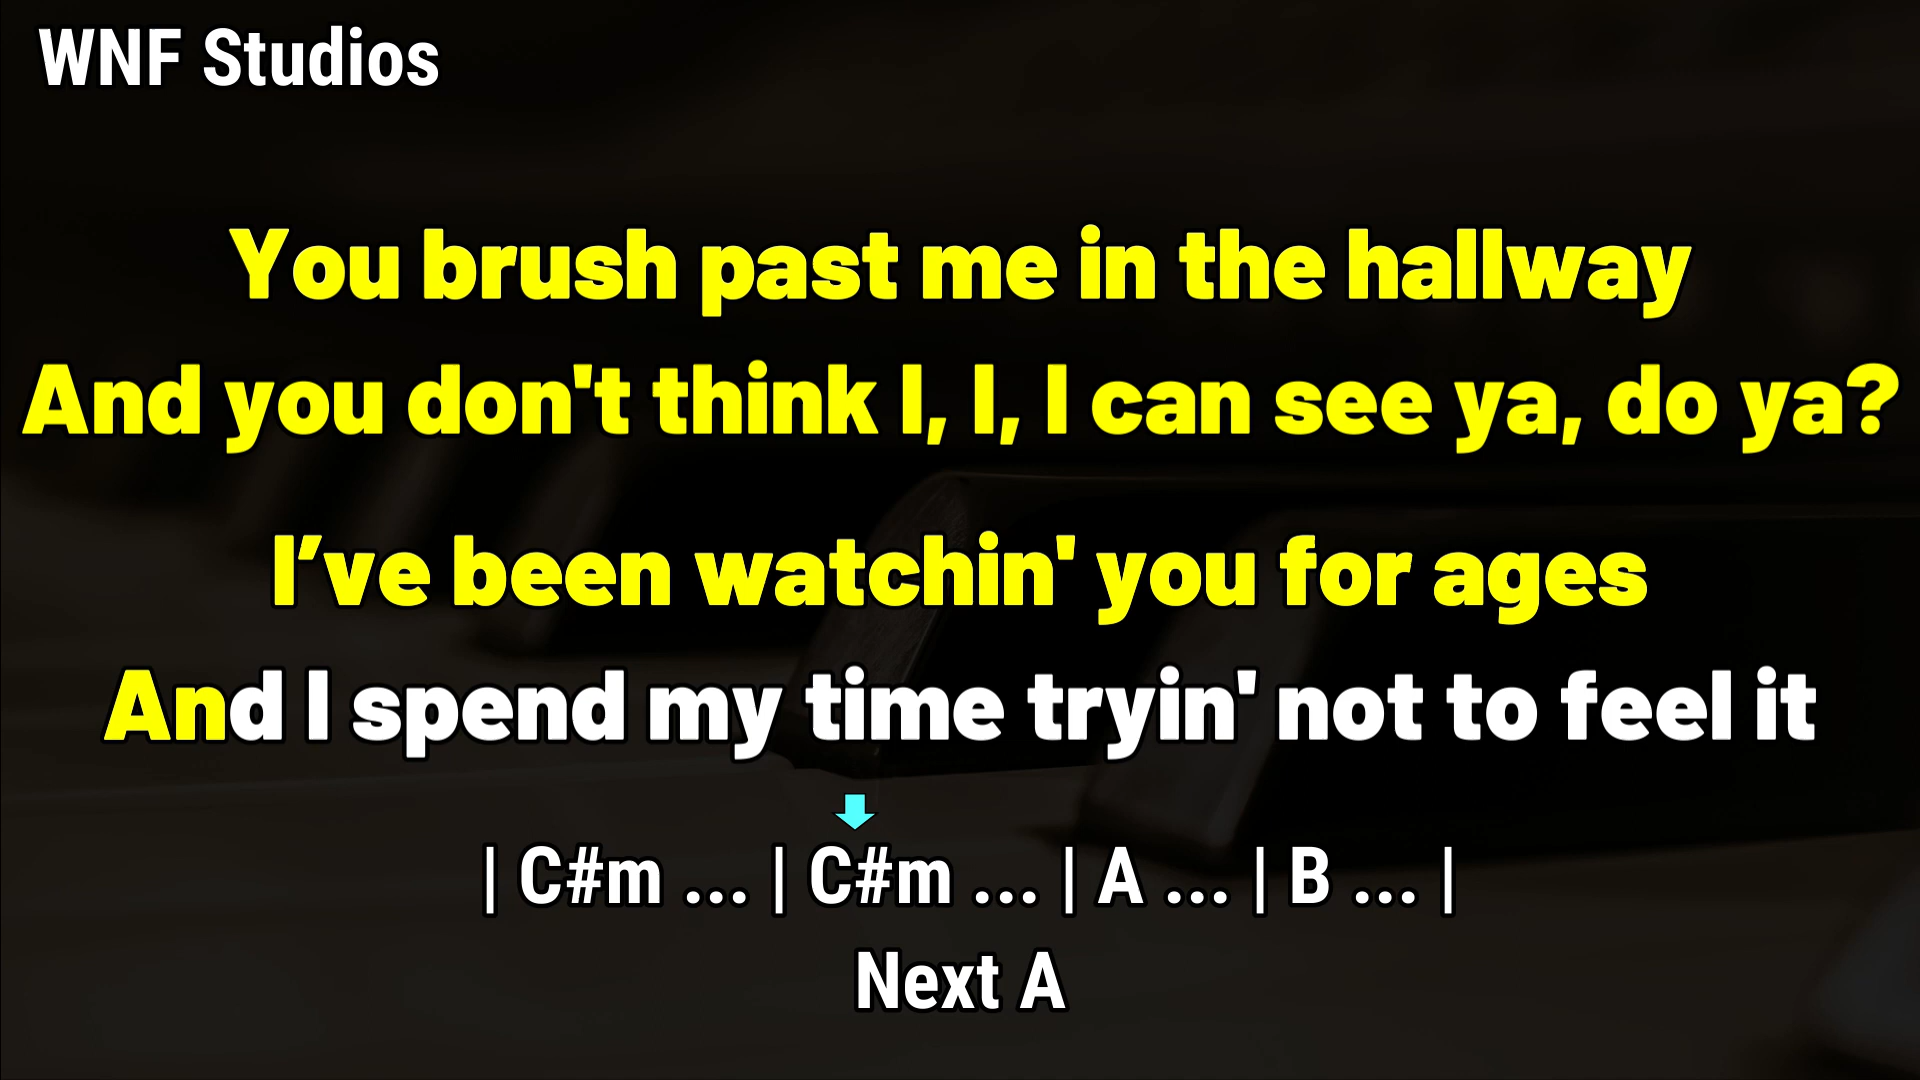 WNF Studios
You brush past me in the hallway
And you don't think I, I, I can see ya, do ya?
I’ve been watchin' you for ages
And I spend my time tryin' not to feel it
| C#m ... | C#m ... | A ... | B ... |
Next A